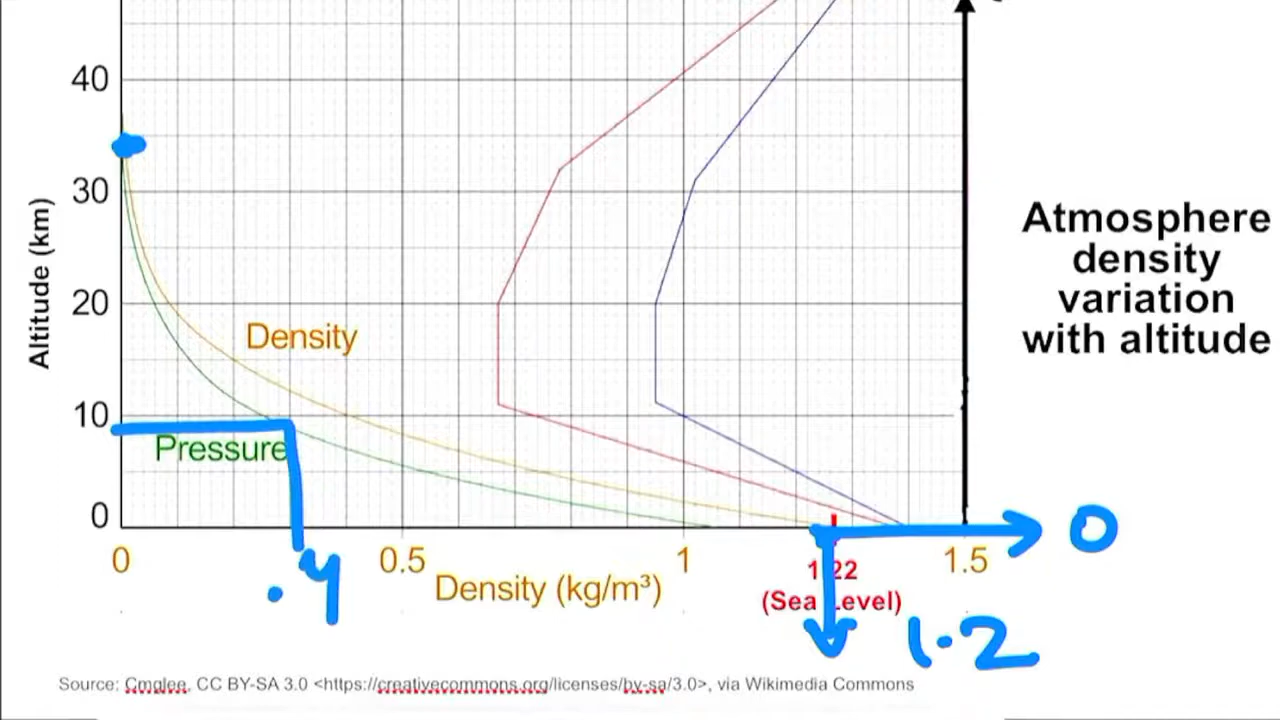 40
30
20
10
0
Altitude (km)
Density
Pressure
Atmosphere
density
variation
with altitude
0
0
0.5
1
1.5
Density (kg/m³)
1.22
(Sea Level)
.4
1.2
Source: Cmglee, CC BY-SA 3.0 <https://creativecommons.org/licenses/by-sa/3.0>, via Wikimedia Commons